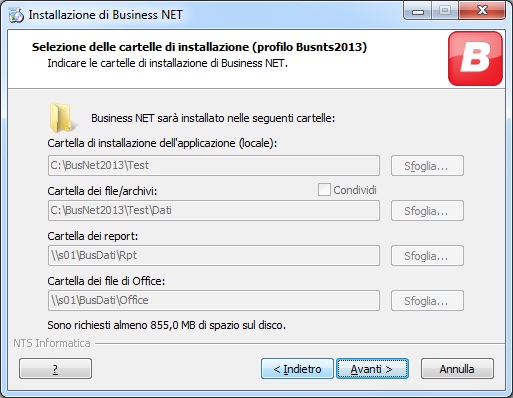 Installazione di Business NET
Selezione delle cartelle di installazione (profilo Busnts2013)
Indicare le cartelle di installazione di Business NET.
B
Business NET sarà installato nelle seguenti cartelle:
Cartella di installazione dell'applicazione (locale):
C:\BusNet2013\Test
Sfoglia...
Cartella dei file/archivi:
Condividi
C:\BusNet2013\Test\Dati
Sfoglia...
Cartella dei report:
\\s01\BusDati\Rpt
Sfoglia...
Cartella dei file di Office:
\\s01\BusDati\Office
Sfoglia...
Sono richiesti almeno 855,0 MB di spazio sul disco.
NTS Informatica
?
< Indietro
Avanti >
Annulla